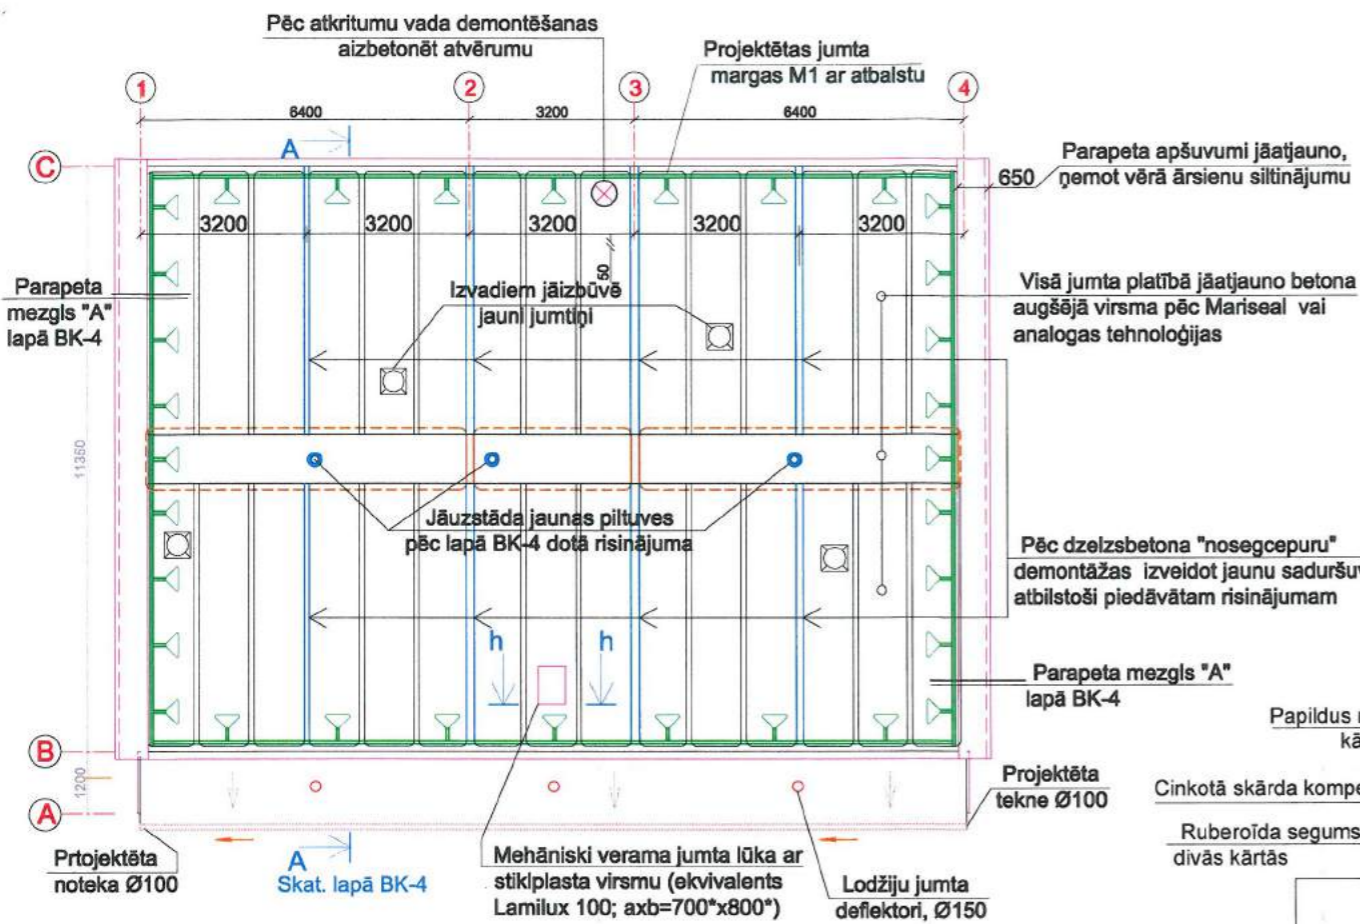 Pēc atkritumu vada demontēšanas
aizbetonēt atvērumu
Projektētas jumta
margas M1 ar atbalstu
1
2
3
4
6400
3200
6400
A
C
650
Parapeta apšuvumi jāatjauno,
ņemot vērā ārsienu siltinājumu
3200
3200
3200
3200
3200
50
Parapeta
mezgls "A"
lapā BK-4
Izvadiem jāizbūvē
jauni jumtiņi
Visā jumta platībā jāatjauno betona
augšējā virsma pēc Mariseal vai
analogas tehnoloģijas
11350
Jāuzstāda jaunas piltuves
pēc lapā BK-4 dotā risinājuma
Pēc dzelzsbetona "nosegcepuru"
demontāžas izveidot jaunu saduršuv
atbilstoši piedāvātam risinājumam
h
h
Parapeta mezgls "A"
lapā BK-4
Papildus
B
1200
A
Projektēta
tekne Ø100
Cinkotā skārda kompe
Ruberoīda segums
divās kārtās
Prtojektēta
noteka Ø100
A
Skat. lapā BK-4
Mehāniski verama jumta lūka ar
stiklplasta virsmu (ekvivalents
Lamilux 100; axb=700*x800*)
Lodžiju jumta
deflektori, Ø150